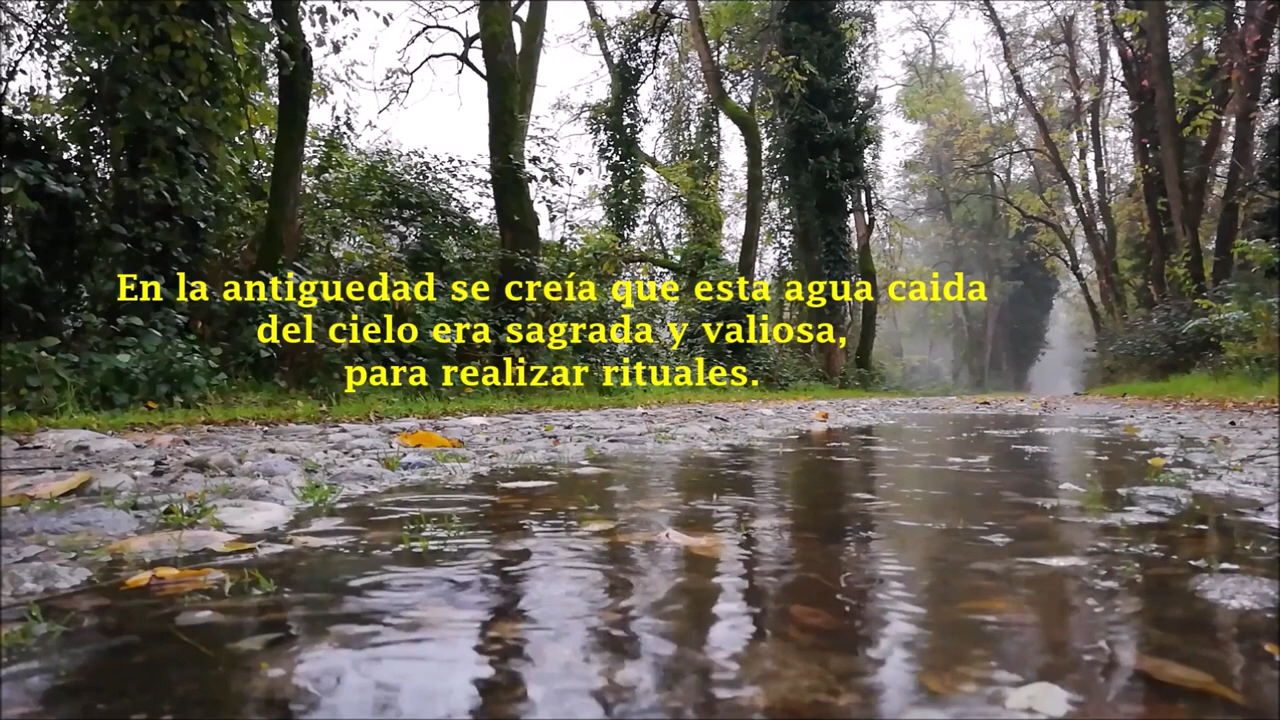 En la antiguedad se creía que esta agua caida
del cielo era sagrada y valiosa,
para realizar rituales.